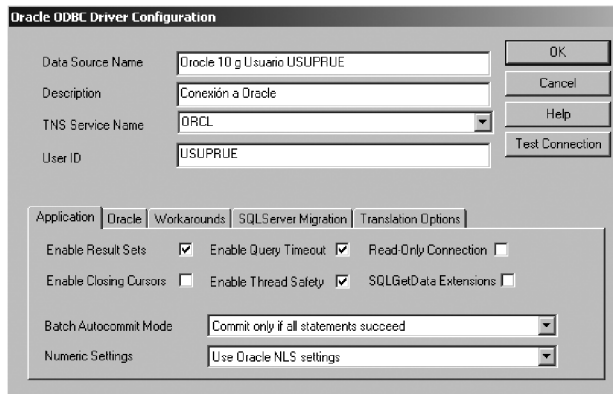 Oracle ODBC Driver Configuration
Data Source Name
Orocle 10 g Usuario USUPRUE
OK
Description
Conexión a Oracle
Cancel
TNS Service Name
ORCL
Help
User ID
USUPRUE
Test Connection
Application Oracle Workarounds SQLServer Migration Translation Options
Enable Result Sets Enable Query Timeout Read-Only Connection
Enable Closing Cursors Enable Thread Safety SQLGetData Extensions
Batch Autocommit Mode
Commit only if all statements succeed
Numeric Settings
Use Oracle NLS settings